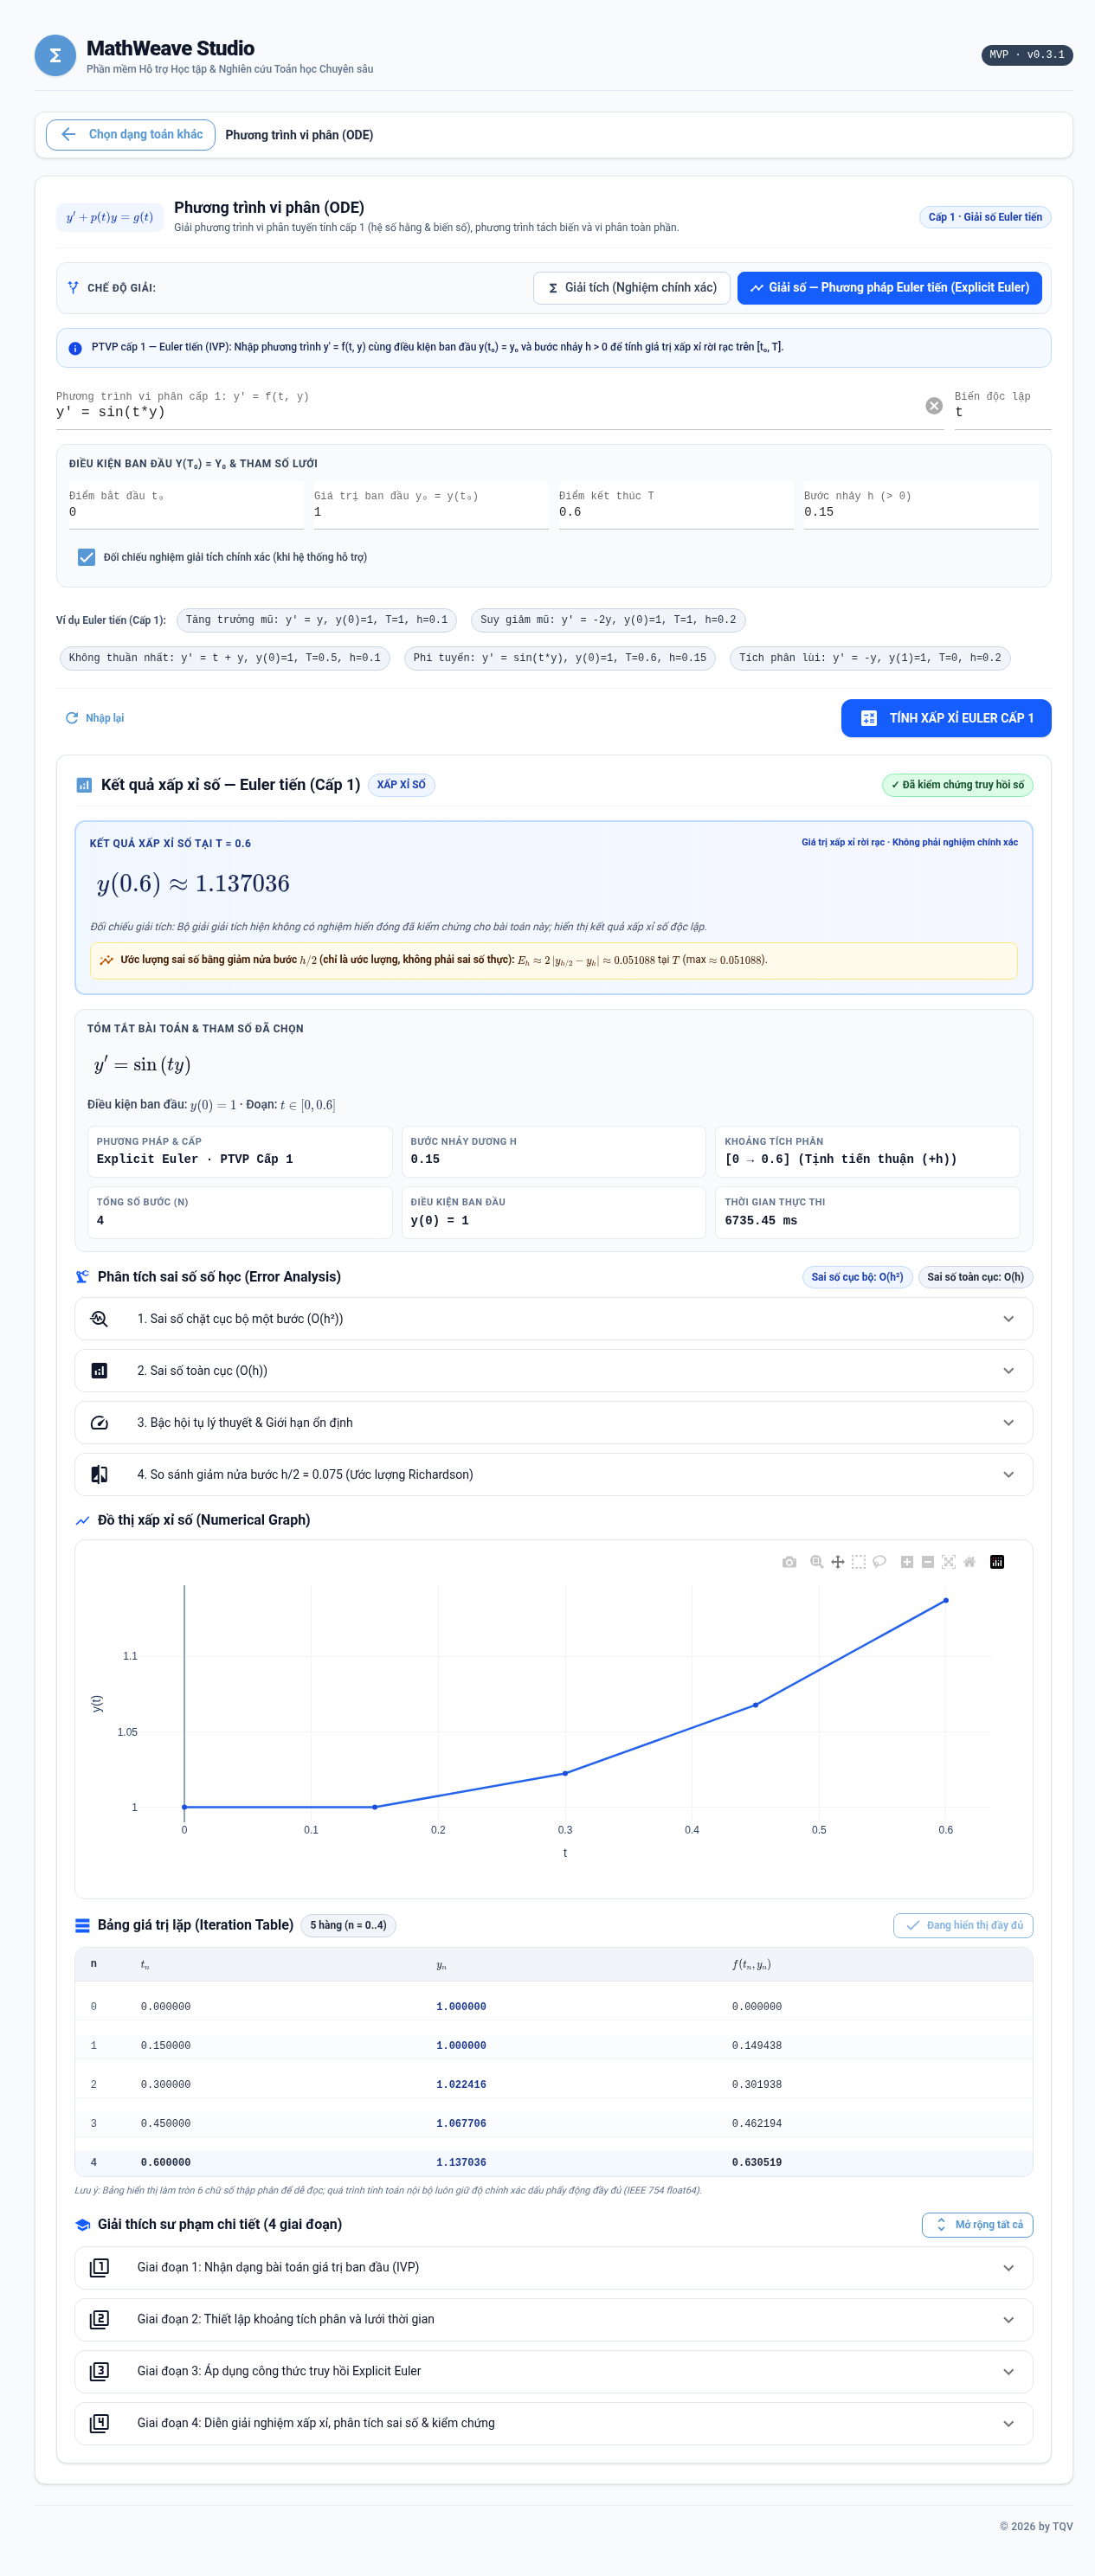 Σ
MathWeave Studio
Phần mềm Hỗ trợ Học tập & Nghiên cứu Toán học Chuyên sâu
MVP · v0.3.1
Chọn dạng toán khác
Phương trình vi phân (ODE)
y′ + p(t)y = g(t)
Phương trình vi phân (ODE)
Giải phương trình vi phân tuyến tính cấp 1 (hệ số hằng & biến số), phương trình tách biến và vi phân toàn phần.
Cấp 1 · Giải số Euler tiến
CHẾ ĐỘ GIẢI:
Σ Giải tích (Nghiệm chính xác)
Giải số — Phương pháp Euler tiến (Explicit Euler)
PTVP cấp 1 — Euler tiến (IVP): Nhập phương trình y' = f(t, y) cùng điều kiện ban đầu y(t₀) = y₀ và bước nhảy h > 0 để tính giá trị xấp xỉ rời rạc trên [t₀, T].
Phương trình vi phân cấp 1: y' = f(t, y)
y' = sin(t*y)
Biến độc lập
t
ĐIỀU KIỆN BAN ĐẦU Y(T₀) = Y₀ & THAM SỐ LƯỚI
Điểm bắt đầu t₀
0
Giá trị ban đầu y₀ = y(t₀)
1
Điểm kết thúc T
0.6
Bước nhảy h (> 0)
0.15
Đối chiếu nghiệm giải tích chính xác (khi hệ thống hỗ trợ)
Ví dụ Euler tiến (Cấp 1):
Tăng trưởng mũ: y' = y, y(0)=1, T=1, h=0.1
Suy giảm mũ: y' = -2y, y(0)=1, T=1, h=0.2
Không thuần nhất: y' = t + y, y(0)=1, T=0.5, h=0.1
Phi tuyến: y' = sin(t*y), y(0)=1, T=0.6, h=0.15
Tích phân lùi: y' = -y, y(1)=1, T=0, h=0.2
Nhập lại
TÍNH XẤP XỈ EULER CẤP 1
Kết quả xấp xỉ số — Euler tiến (Cấp 1)
XẤP XỈ SỐ
✓ Đã kiểm chứng truy hồi số
KẾT QUẢ XẤP XỈ SỐ TẠI T = 0.6
Giá trị xấp xỉ rời rạc · Không phải nghiệm chính xác
y(0.6) ≈ 1.137036
Đối chiếu giải tích: Bộ giải giải tích hiện không có nghiệm hiển đóng đã kiểm chứng cho bài toán này; hiển thị kết quả xấp xỉ số độc lập.
Ước lượng sai số bằng giảm nửa bước h/2 (chỉ là ước lượng, không phải sai số thực): E_h ≈ 2 |y_{h/2} − y_h| ≈ 0.051088 tại T (max ≈ 0.051088).
TÓM TẮT BÀI TOÁN & THAM SỐ ĐÃ CHỌN
y′ = sin (ty)
Điều kiện ban đầu: y(0) = 1 · Đoạn: t ∈ [0, 0.6]
PHƯƠNG PHÁP & CẤP
Explicit Euler · PTVP Cấp 1
BƯỚC NHẢY DƯƠNG H
0.15
KHOẢNG TÍCH PHÂN
[0 → 0.6] (Tịnh tiến thuận (+h))
TỔNG SỐ BƯỚC (N)
4
ĐIỀU KIỆN BAN ĐẦU
y(0) = 1
THỜI GIAN THỰC THI
6735.45 ms
Phân tích sai số số học (Error Analysis)
Sai số cục bộ: O(h²)
Sai số toàn cục: O(h)
1. Sai số chặt cục bộ một bước (O(h²))
2. Sai số toàn cục (O(h))
3. Bậc hội tụ lý thuyết & Giới hạn ổn định
4. So sánh giảm nửa bước h/2 = 0.075 (Ước lượng Richardson)
Đồ thị xấp xỉ số (Numerical Graph)
1.1
1.05
1
y(t)
0 0.1 0.2 0.3 0.4 0.5 0.6
t
Bảng giá trị lặp (Iteration Table)
5 hàng (n = 0..4)
Đang hiển thị đầy đủ
n t_n y_n f(t_n, y_n)
0 0.000000 1.000000 0.000000
1 0.150000 1.000000 0.149438
2 0.300000 1.022416 0.301938
3 0.450000 1.067706 0.462194
4 0.600000 1.137036 0.630519
Lưu ý: Bảng hiển thị làm tròn 6 chữ số thập phân để dễ đọc; quá trình tính toán nội bộ luôn giữ độ chính xác dấu phẩy động đầy đủ (IEEE 754 float64).
Giải thích sư phạm chi tiết (4 giai đoạn)
Mở rộng tất cả
1 Giai đoạn 1: Nhận dạng bài toán giá trị ban đầu (IVP)
2 Giai đoạn 2: Thiết lập khoảng tích phân và lưới thời gian
3 Giai đoạn 3: Áp dụng công thức truy hồi Explicit Euler
4 Giai đoạn 4: Diễn giải nghiệm xấp xỉ, phân tích sai số & kiểm chứng
© 2026 by TQV